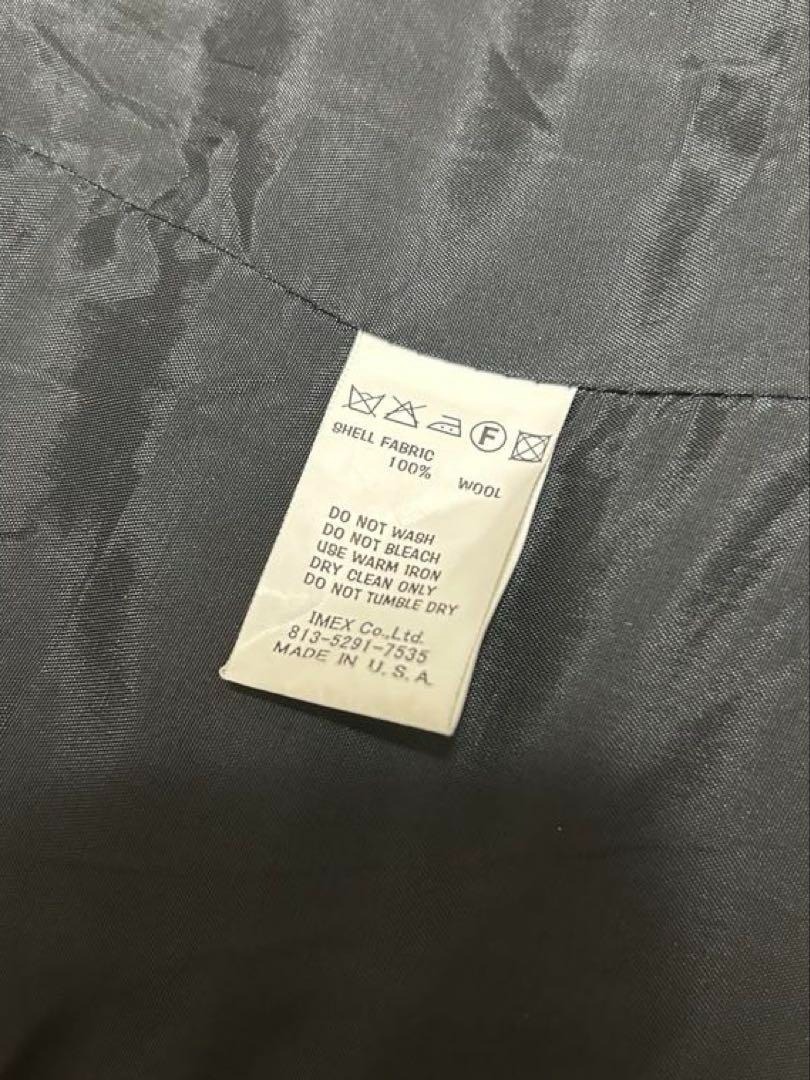 F
SHELL FABRIC
100% WOOL
DO NOT WASH
DO NOT BLEACH
USE WARM IRON
DRY CLEAN ONLY
DO NOT TUMBLE DRY
IMEX Co.,Ltd.
813-5291-7535
MADE IN U.S.A.